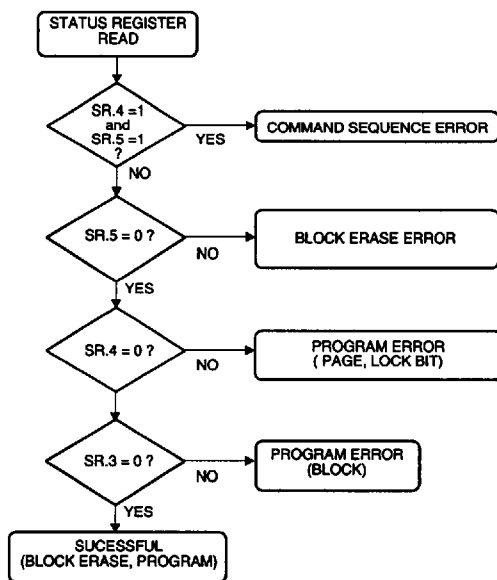 STATUS REGISTER
READ
SR.4 =1
and
SR.5 =1
?
YES
COMMAND SEQUENCE ERROR
NO
SR.5 = 0 ?
NO
BLOCK ERASE ERROR
YES
SR.4 = 0 ?
NO
PROGRAM ERROR
( PAGE, LOCK BIT)
SR.3 = 0 ?
NO
PROGRAM ERROR
(BLOCK)
YES
SUCESSFUL
(BLOCK ERASE, PROGRAM)